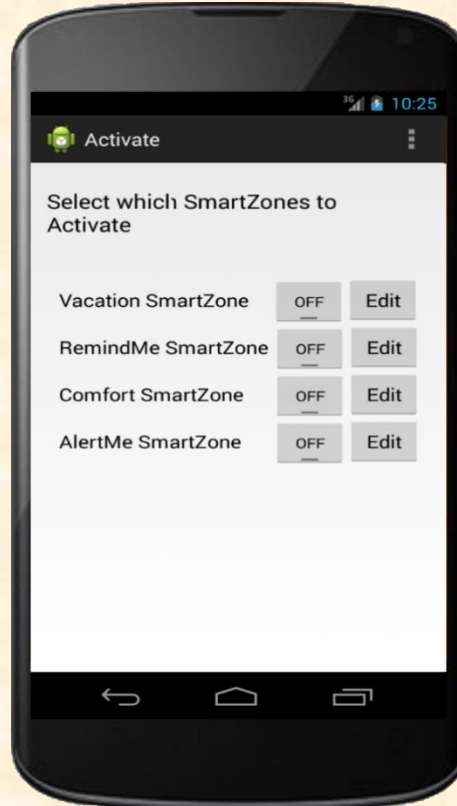 3G 10:25
Activate
Select which SmartZones to
Activate
Vacation SmartZone OFF Edit
RemindMe SmartZone OFF Edit
Comfort SmartZone OFF Edit
AlertMe SmartZone OFF Edit